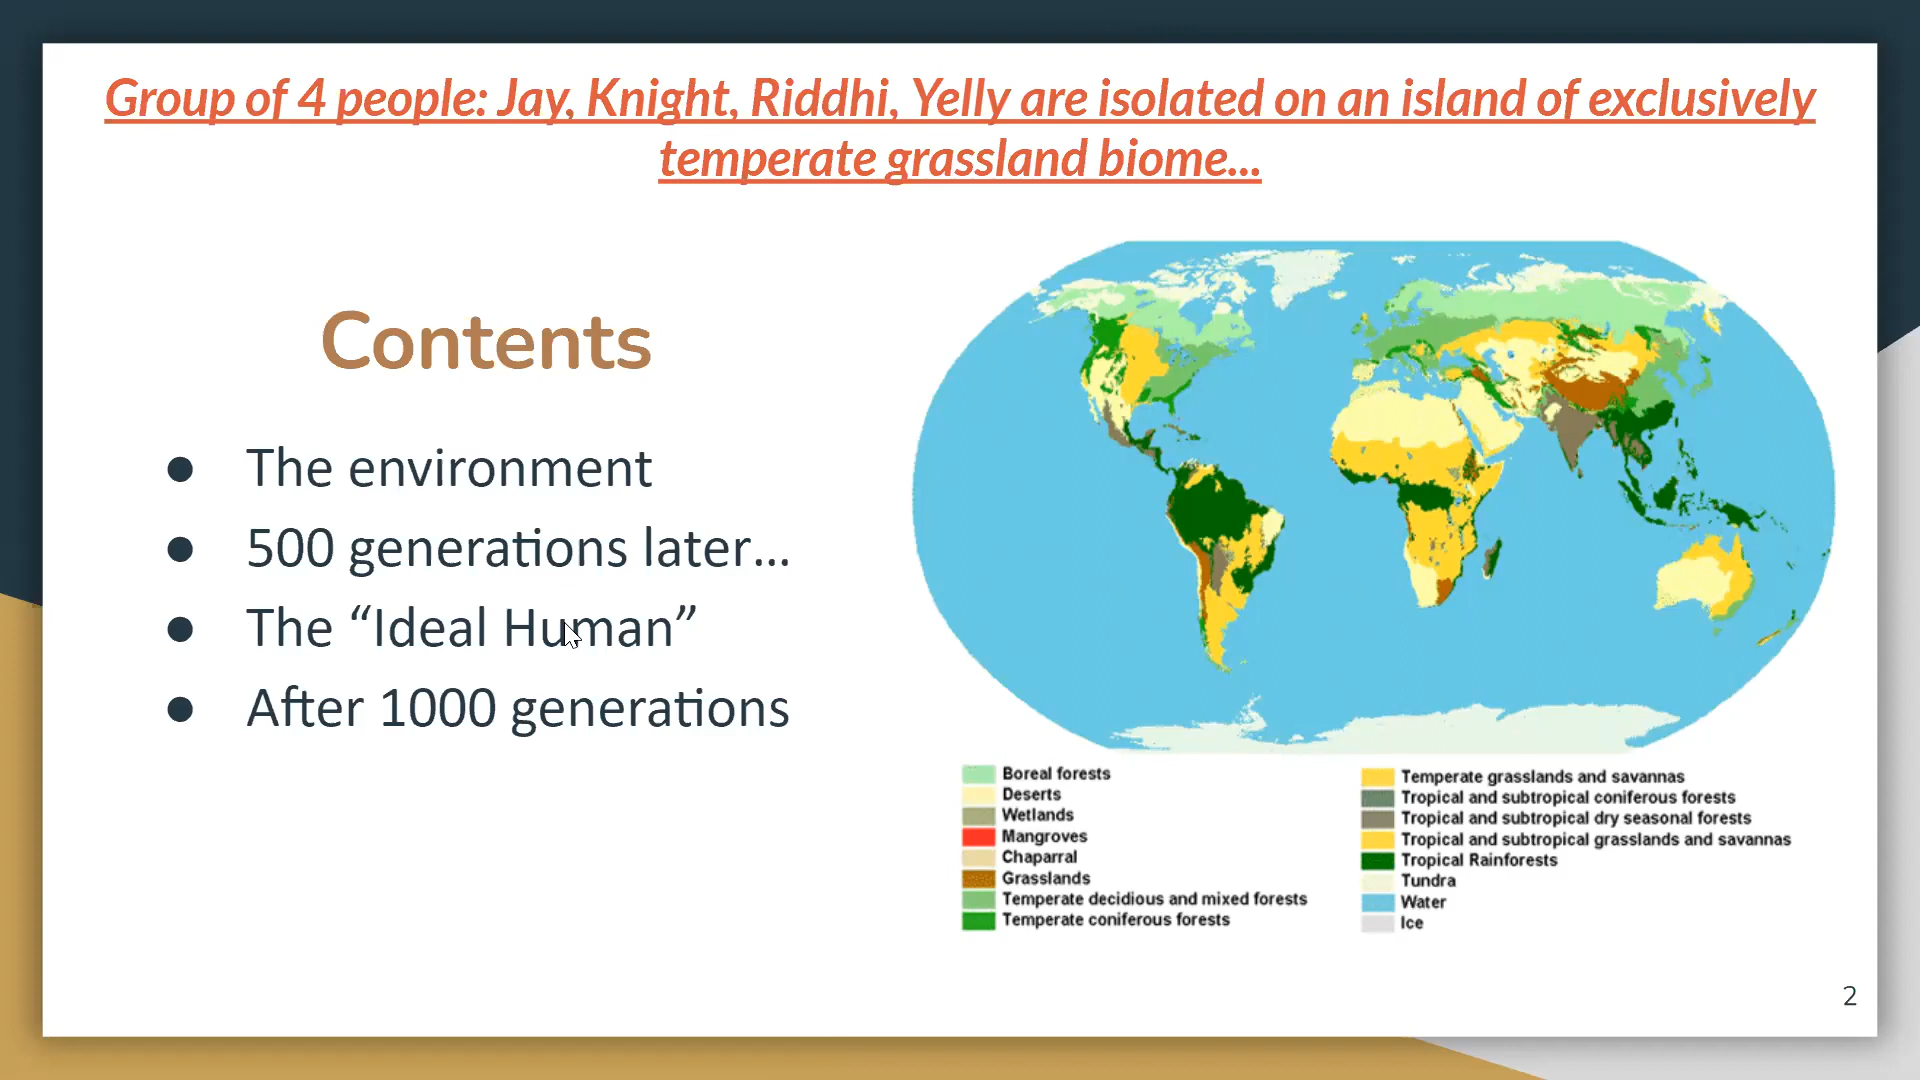 Group of 4 people: Jay, Knight, Riddhi, Yelly are isolated on an island of exclusively
temperate grassland biome...
Contents
● The environment
● 500 generations later...
● The “Ideal Human”
● After 1000 generations
Boreal forests
Deserts
Wetlands
Mangroves
Chaparral
Grasslands
Temperate decidious and mixed forests
Temperate coniferous forests
Temperate grasslands and savannas
Tropical and subtropical coniferous forests
Tropical and subtropical dry seasonal forests
Tropical and subtropical grasslands and savannas
Tropical Rainforests
Tundra
Water
Ice
2